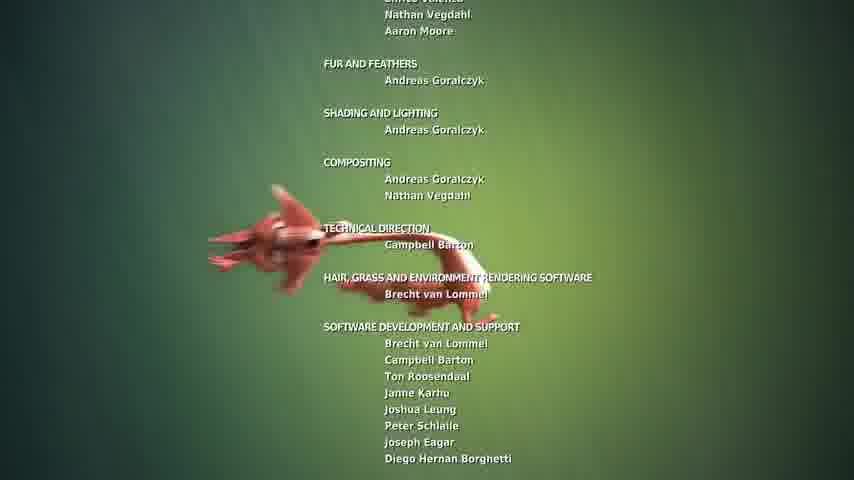 Nathan Vegdahl
Aaron Moore
FUR AND FEATHERS
Andreas Goralczyk
SHADING AND LIGHTING
Andreas Goralczyk
COMPOSITING
Andreas Goralczyk
Nathan Vegdahl
TECHNICAL DIRECTION
Campbell Barton
HAIR, GRASS AND ENVIRONMENT RENDERING SOFTWARE
Brecht van Lommel
SOFTWARE DEVELOPMENT AND SUPPORT
Brecht van Lommel
Campbell Barton
Ton Roosendaal
Janne Karhu
Joshua Leung
Peter Schlaile
Joseph Eagar
Diego Hernan Borghetti